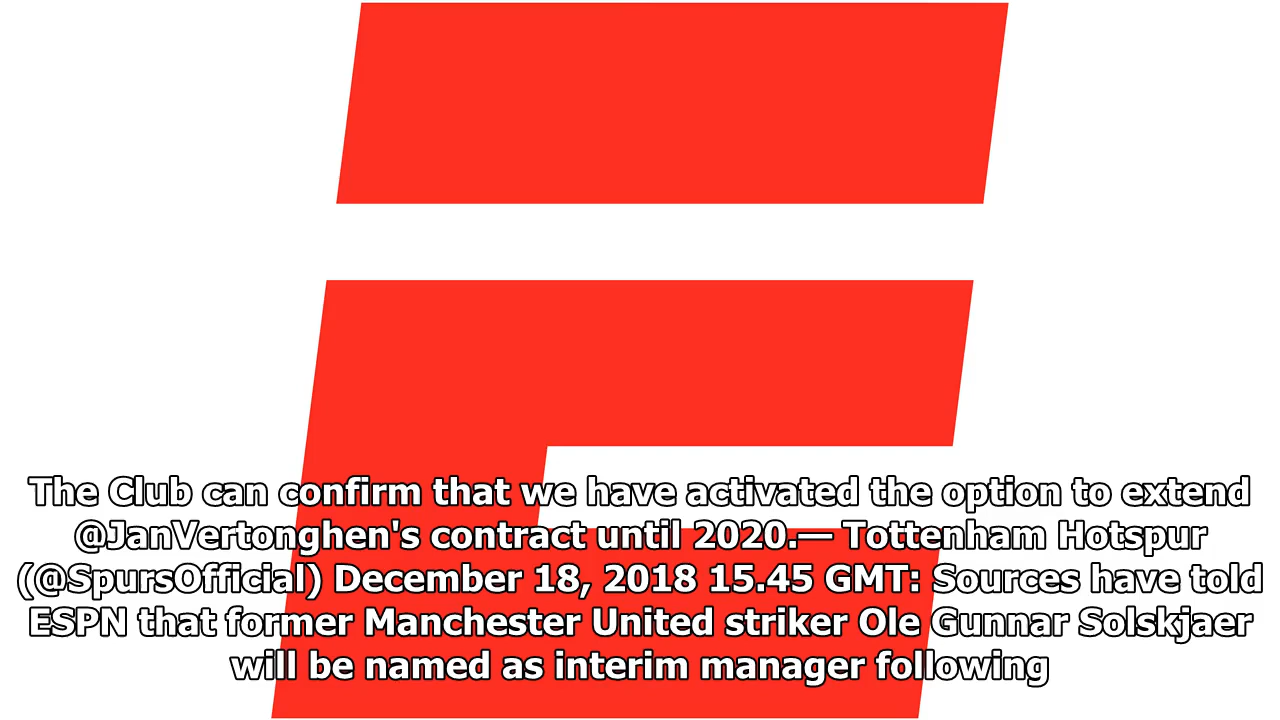 The Club can confirm that we have activated the option to extend
@JanVertonghen's contract until 2020.— Tottenham Hotspur
(@SpursOfficial) December 18, 2018 15.45 GMT: Sources have told
ESPN that former Manchester United striker Ole Gunnar Solskjaer
will be named as interim manager following